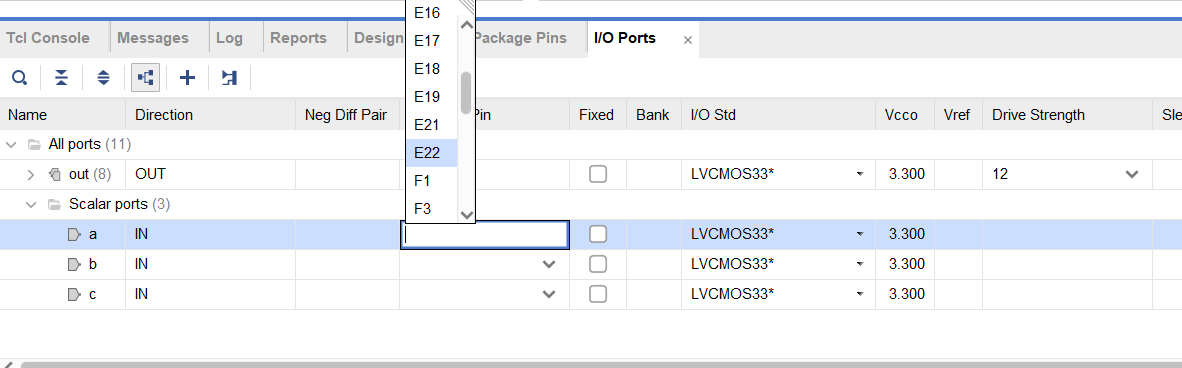 E16
Tcl Console Messages Log Reports Design Package Pins I/O Ports ×
E17
E18
E19
Name Direction Neg Diff Pair Pin Fixed Bank I/O Std Vcco Vref Drive Strength Sle
E21
All ports (11)
E22
out (8) OUT LVCMOS33* 3.300 12
F1
Scalar ports (3)
F3
a IN LVCMOS33* 3.300
b IN LVCMOS33* 3.300
c IN LVCMOS33* 3.300